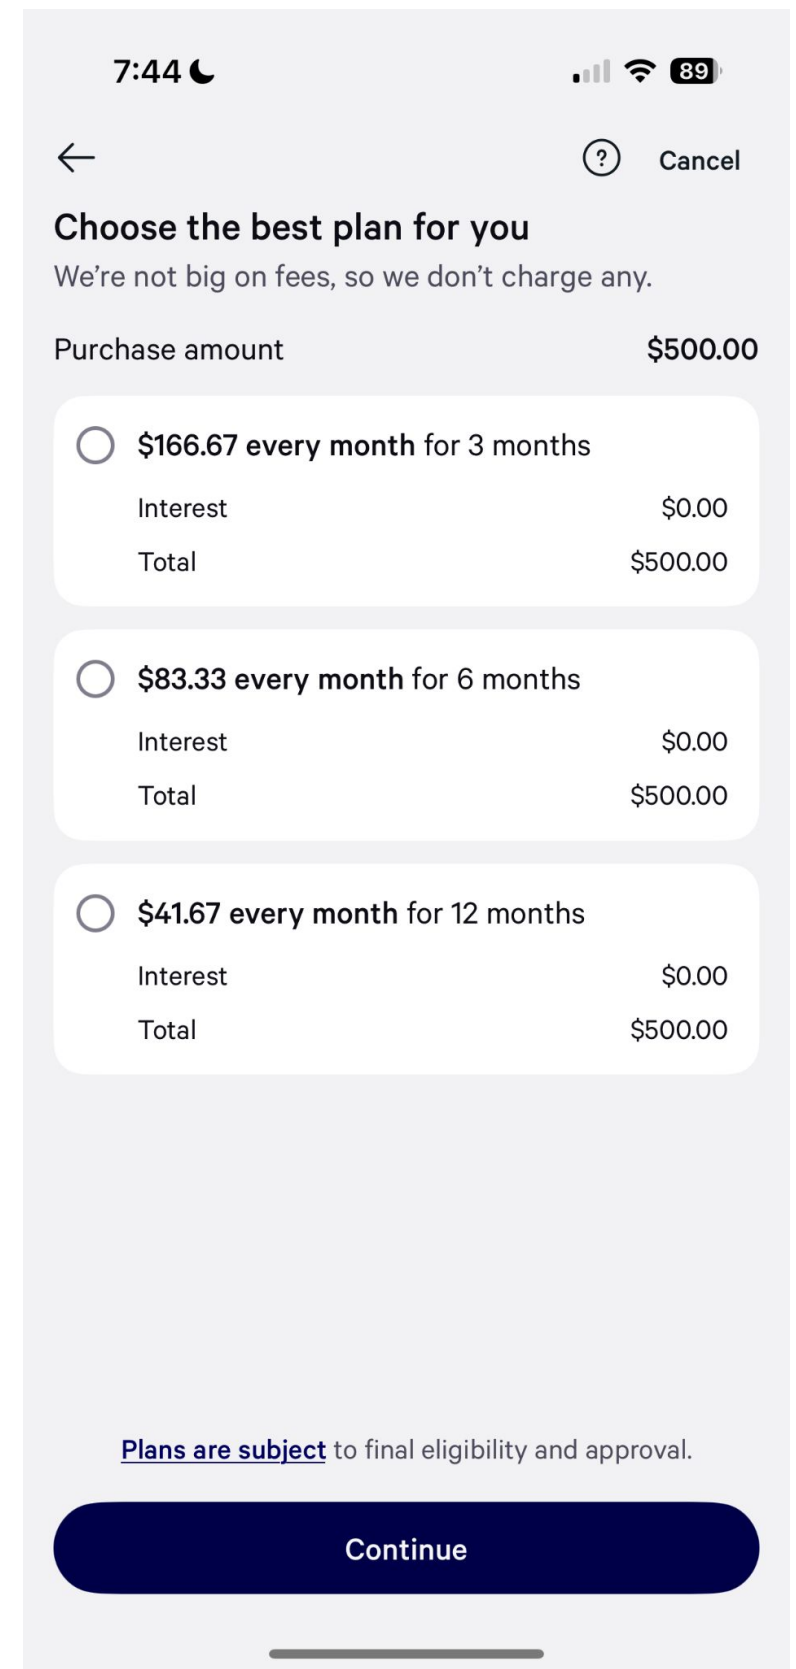 7:44
89
? Cancel
Choose the best plan for you
We're not big on fees, so we don't charge any.
Purchase amount $500.00
$166.67 every month for 3 months
Interest $0.00
Total $500.00
$83.33 every month for 6 months
Interest $0.00
Total $500.00
$41.67 every month for 12 months
Interest $0.00
Total $500.00
Plans are subject to final eligibility and approval.
Continue